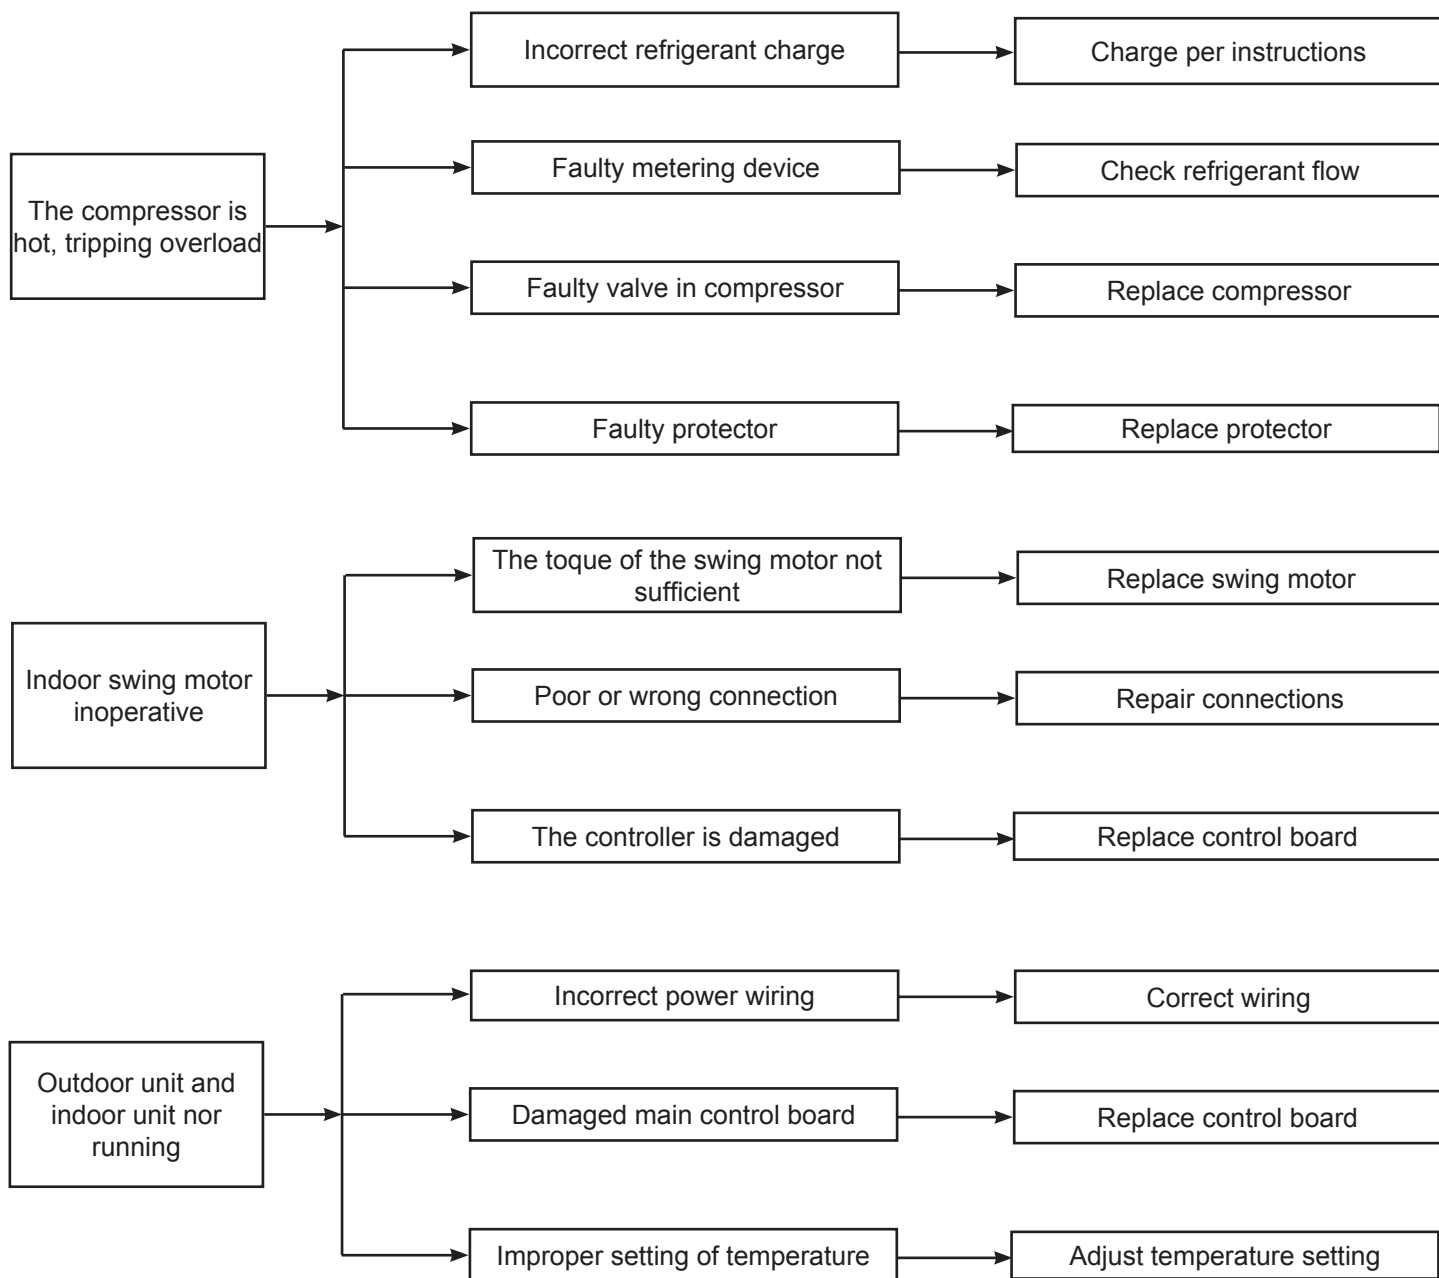 Incorrect refrigerant charge
Charge per instructions
Faulty metering device
Check refrigerant flow
The compressor is
hot, tripping overload
Faulty valve in compressor
Replace compressor
Faulty protector
Replace protector
The toque of the swing motor not
sufficient
Replace swing motor
Indoor swing motor
inoperative
Poor or wrong connection
Repair connections
The controller is damaged
Replace control board
Incorrect power wiring
Correct wiring
Outdoor unit and
indoor unit nor
running
Damaged main control board
Replace control board
Improper setting of temperature
Adjust temperature setting